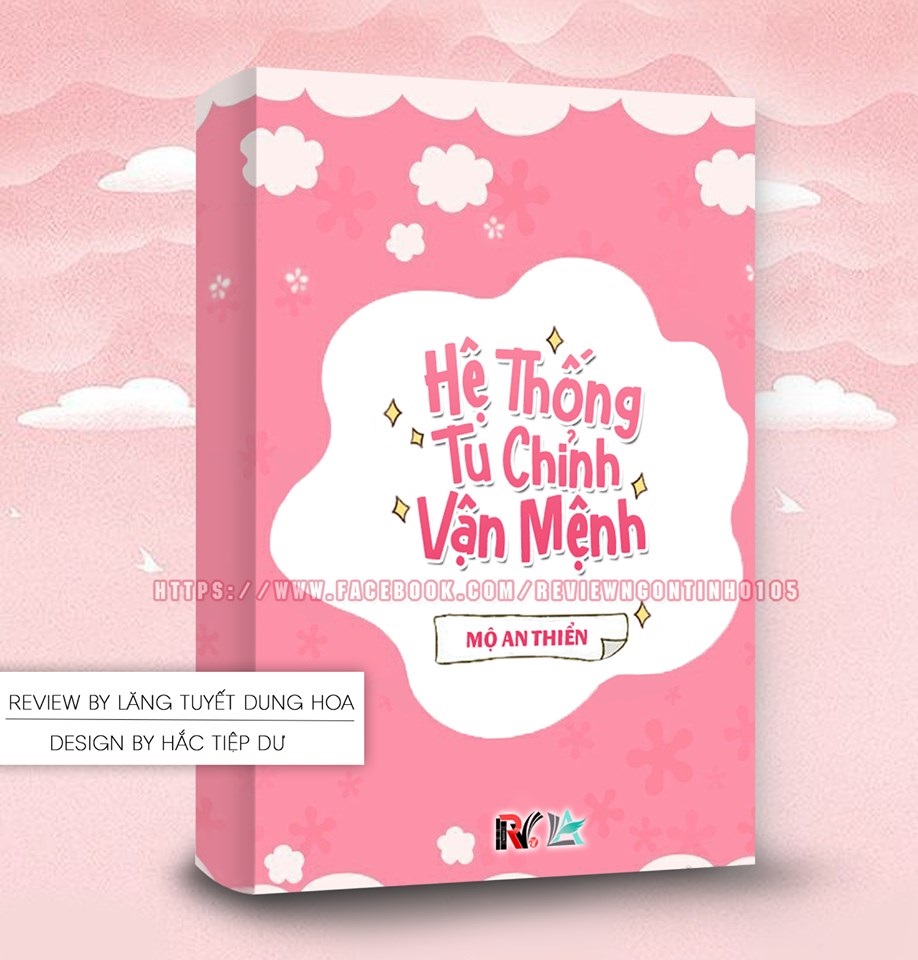 Hệ Thống
Tu Chỉnh
Vận Mệnh
HTTPS://WWW.FACEBOOK.COM/REVIEWNGONTINH0105
MỘ AN THIỂN
REVIEW BY LĂNG TUYẾT DUNG HOA
DESIGN BY HẮC TIỆP DƯ
RV